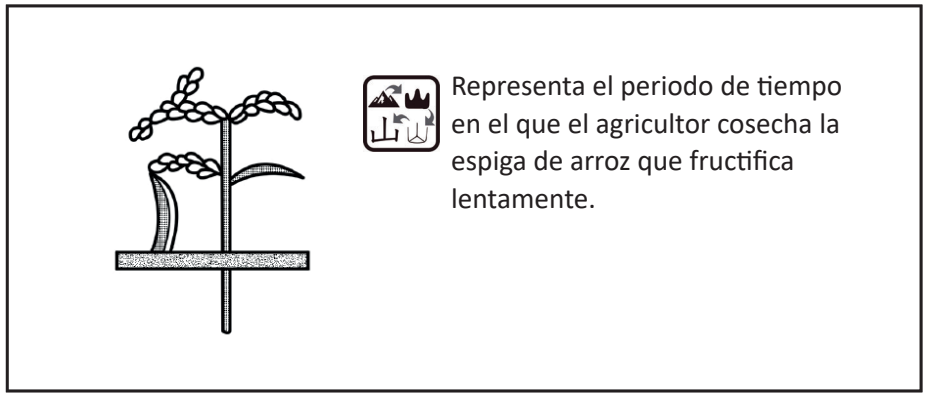 Representa el periodo de tiempo
en el que el agricultor cosecha la
espiga de arroz que fructifica
lentamente.